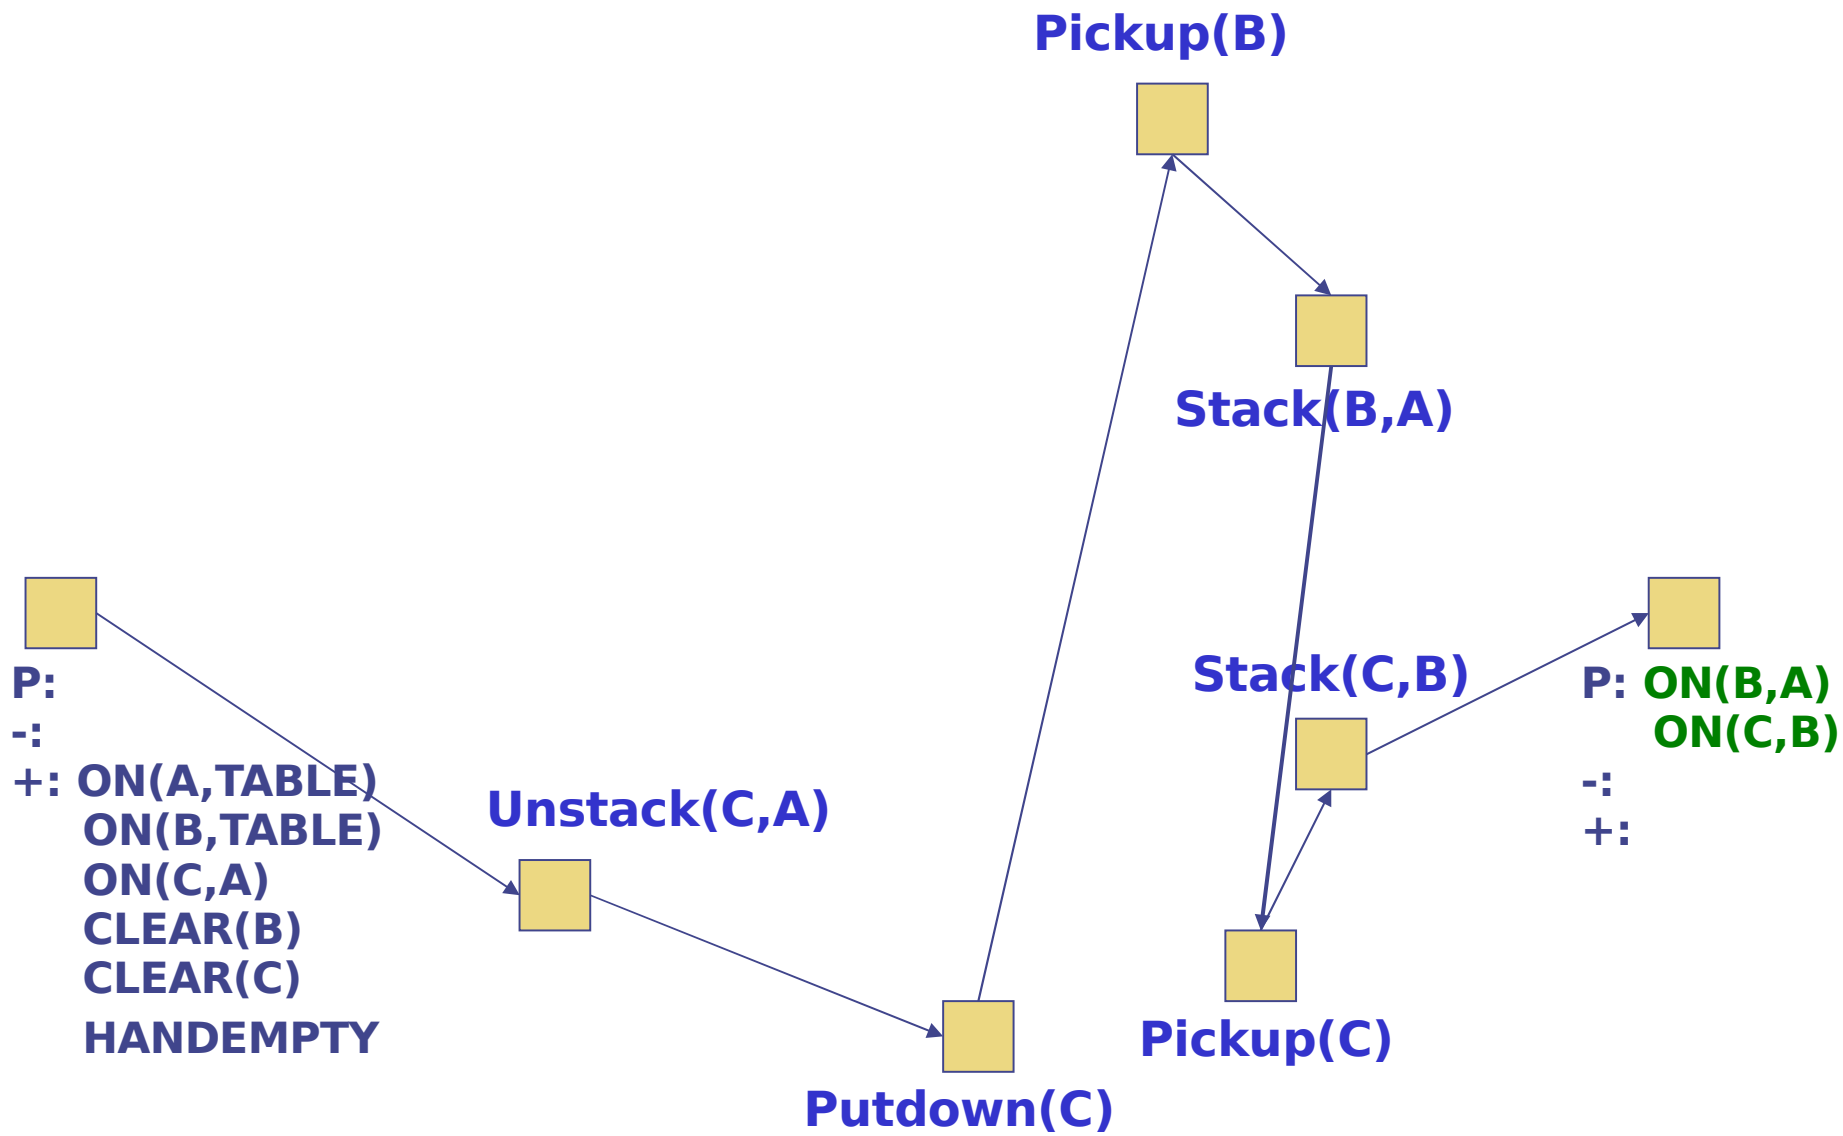 Pickup(B)
Stack(B,A)
Stack(C,B)
P:
-:
+: ON(A,TABLE)
ON(B,TABLE)
ON(C,A)
CLEAR(B)
CLEAR(C)
HANDEMPTY
Unstack(C,A)
Putdown(C)
Pickup(C)
P: ON(B,A)
ON(C,B)
-:
+: